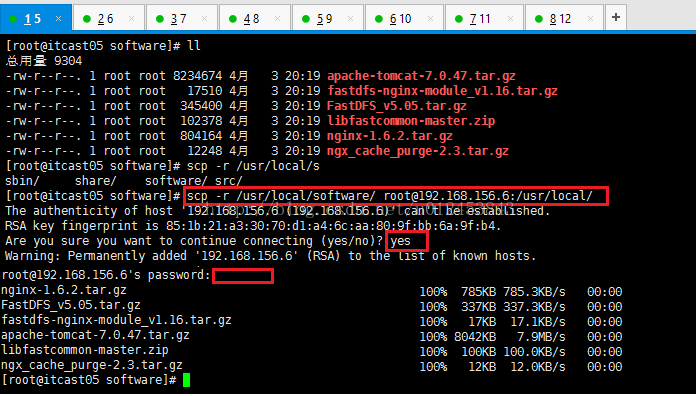 1 5 × 2 6 × 3 7 × 4 8 × 5 9 × 6 10 × 7 11 × 8 12 × +
[root@itcast05 software]# ll
总用量 9304
-rw-r--r--. 1 root root 8234674 4月 3 20:19 apache-tomcat-7.0.47.tar.gz
-rw-r--r--. 1 root root 17510 4月 3 20:19 fastdfs-nginx-module_v1.16.tar.gz
-rw-r--r--. 1 root root 345400 4月 3 20:19 FastDFS_v5.05.tar.gz
-rw-r--r--. 1 root root 102378 4月 3 20:19 libfastcommon-master.zip
-rw-r--r--. 1 root root 804164 4月 3 20:19 nginx-1.6.2.tar.gz
-rw-r--r--. 1 root root 12248 4月 3 20:19 ngx_cache_purge-2.3.tar.gz
[root@itcast05 software]# scp -r /usr/local/s
sbin/ share/ software/ src/
[root@itcast05 software]# scp -r /usr/local/software/ root@192.168.156.6:/usr/local/
The authenticity of host '192.168.156.6 (192.168.156.6)' can't be established.
RSA key fingerprint is 85:1b:21:a3:30:70:d1:a4:6c:aa:80:9f:bb:6a:9f:b4.
Are you sure you want to continue connecting (yes/no)? yes
Warning: Permanently added '192.168.156.6' (RSA) to the list of known hosts.
root@192.168.156.6's password:
nginx-1.6.2.tar.gz 100% 785KB 785.3KB/s 00:00
FastDFS_v5.05.tar.gz 100% 337KB 337.3KB/s 00:00
fastdfs-nginx-module_v1.16.tar.gz 100% 17KB 17.1KB/s 00:00
apache-tomcat-7.0.47.tar.gz 100% 8042KB 7.9MB/s 00:00
libfastcommon-master.zip 100% 100KB 100.0KB/s 00:00
ngx_cache_purge-2.3.tar.gz 100% 12KB 12.0KB/s 00:00
[root@itcast05 software]#